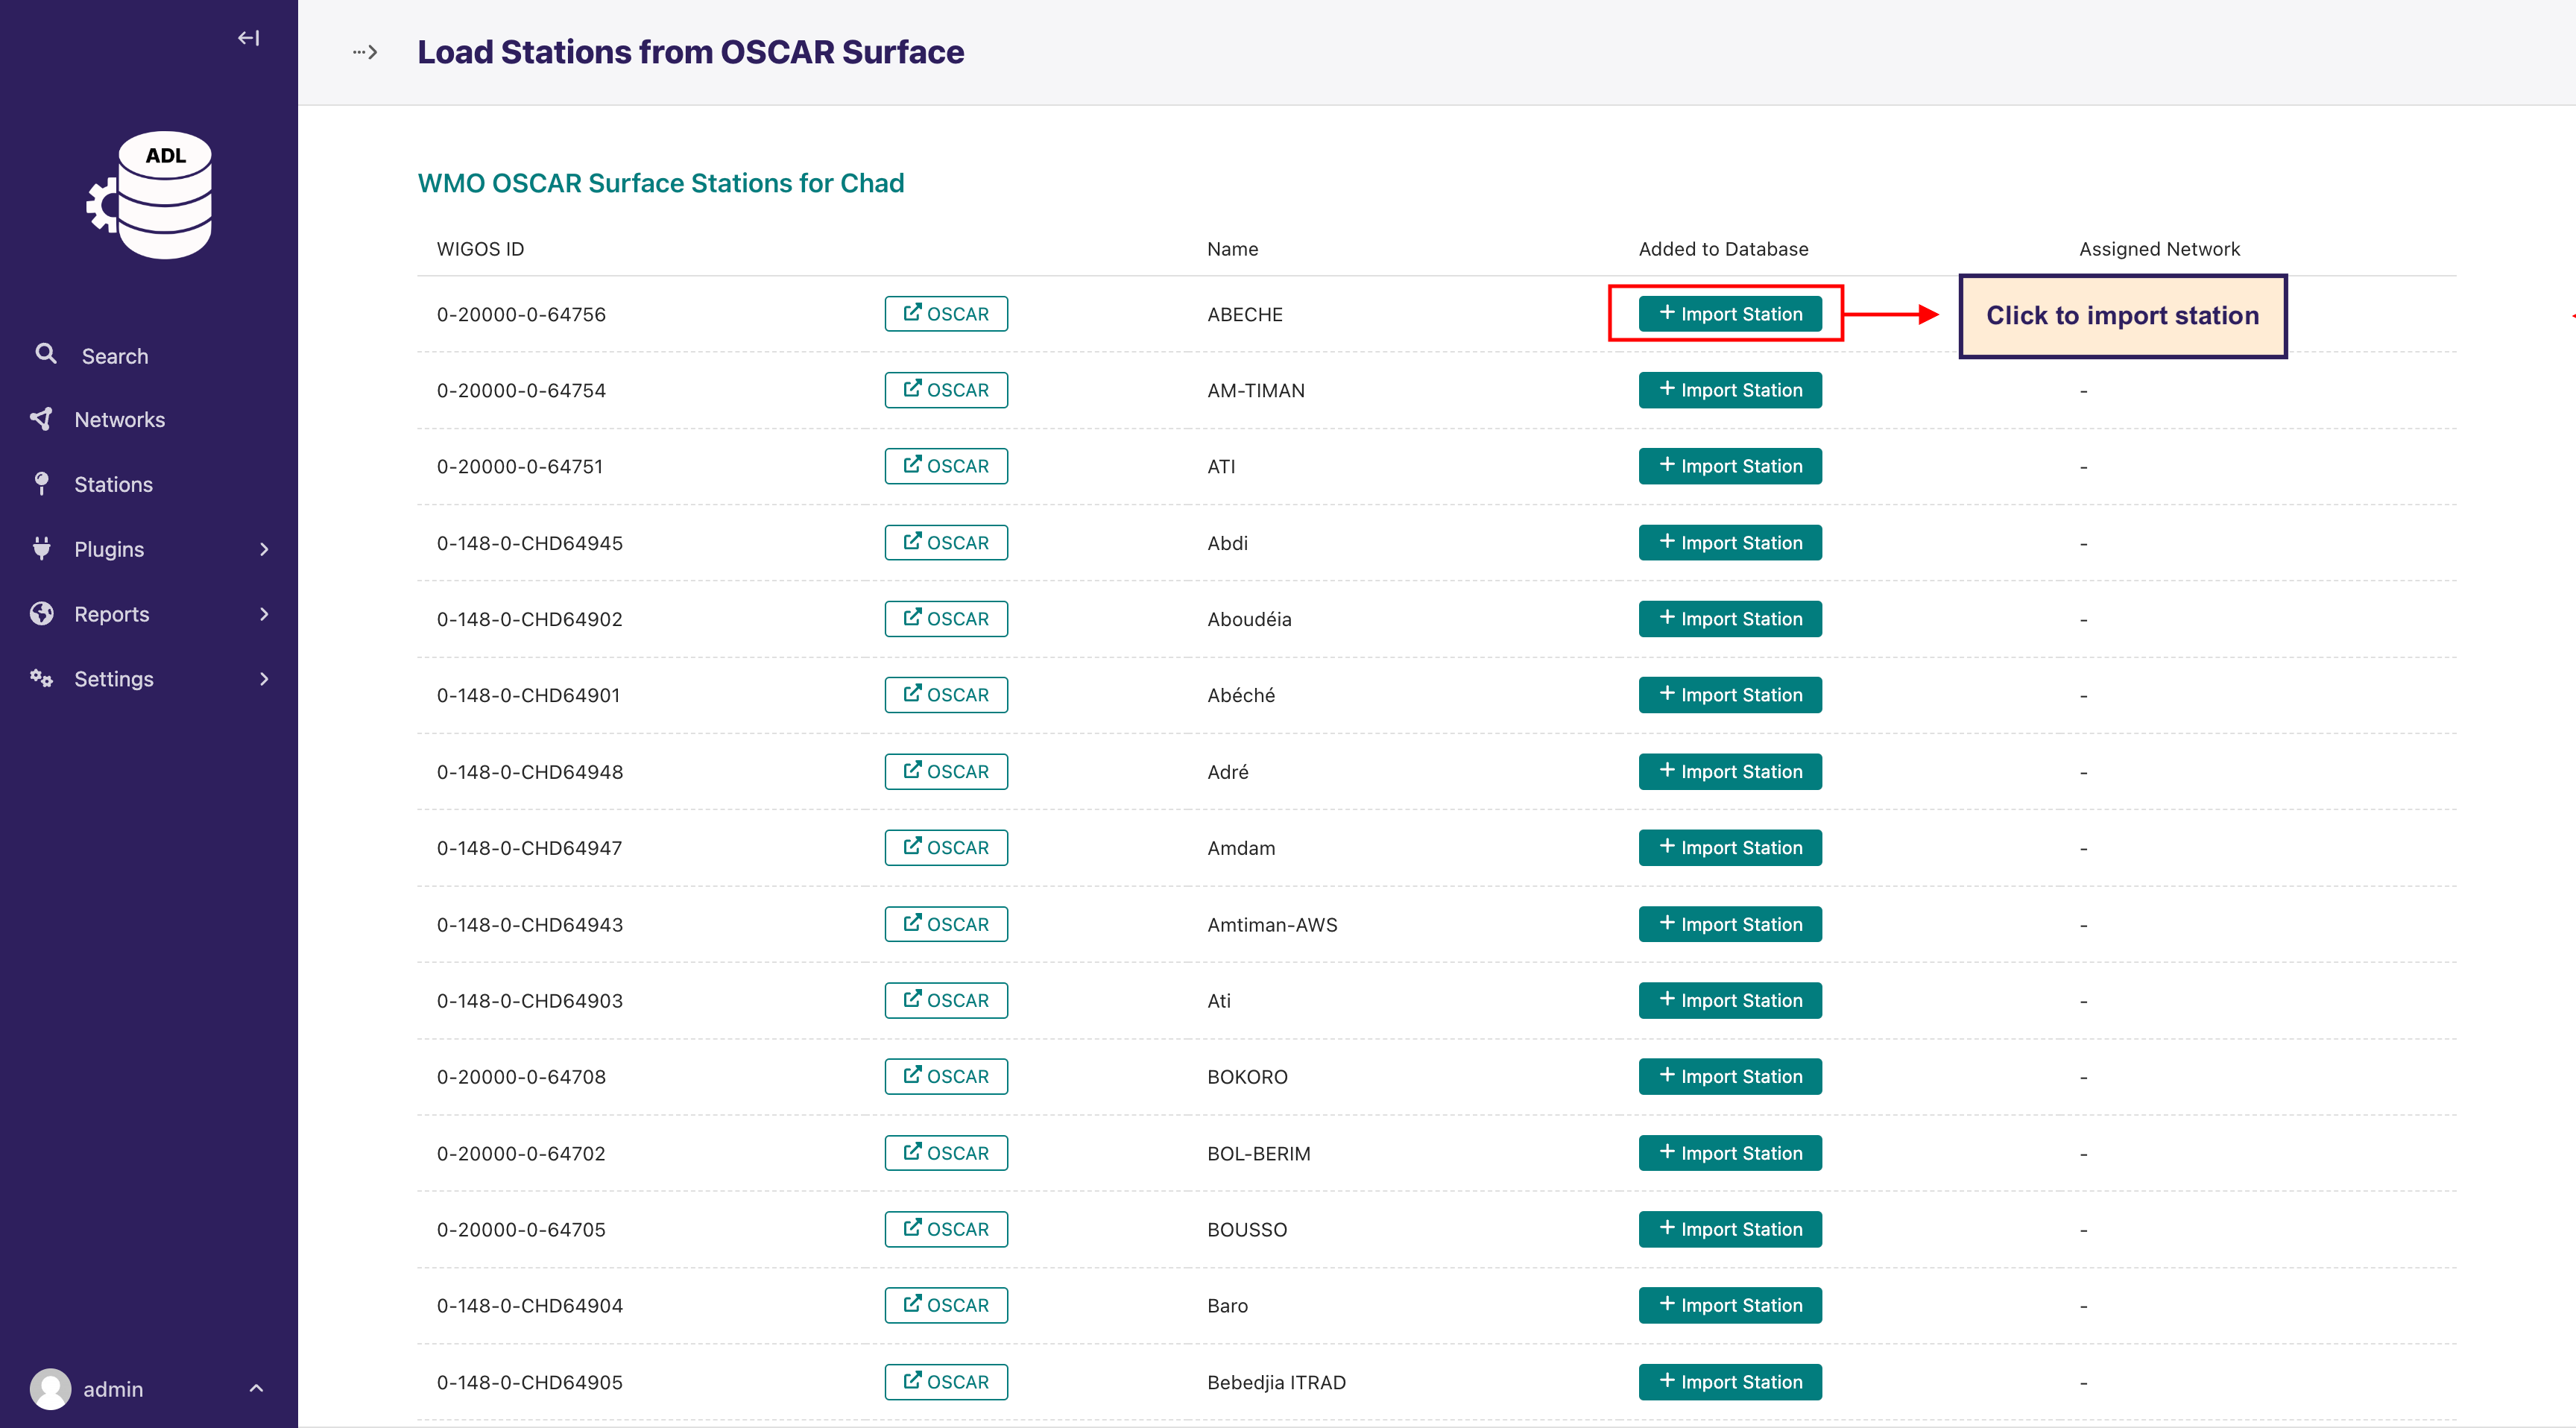 Load Stations from OSCAR Surface
ADL
Search
Networks
Stations
Plugins
Reports
Settings
admin
WMO OSCAR Surface Stations for Chad
WIGOS ID Name Added to Database Assigned Network
0-20000-0-64756 OSCAR ABECHE + Import Station Click to import station
0-20000-0-64754 OSCAR AM-TIMAN + Import Station -
0-20000-0-64751 OSCAR ATI + Import Station -
0-148-0-CHD64945 OSCAR Abdi + Import Station -
0-148-0-CHD64902 OSCAR Aboudéia + Import Station -
0-148-0-CHD64901 OSCAR Abéché + Import Station -
0-148-0-CHD64948 OSCAR Adré + Import Station -
0-148-0-CHD64947 OSCAR Amdam + Import Station -
0-148-0-CHD64943 OSCAR Amtiman-AWS + Import Station -
0-148-0-CHD64903 OSCAR Ati + Import Station -
0-20000-0-64708 OSCAR BOKORO + Import Station -
0-20000-0-64702 OSCAR BOL-BERIM + Import Station -
0-20000-0-64705 OSCAR BOUSSO + Import Station -
0-148-0-CHD64904 OSCAR Baro + Import Station -
0-148-0-CHD64905 OSCAR Bebedjia ITRAD + Import Station -